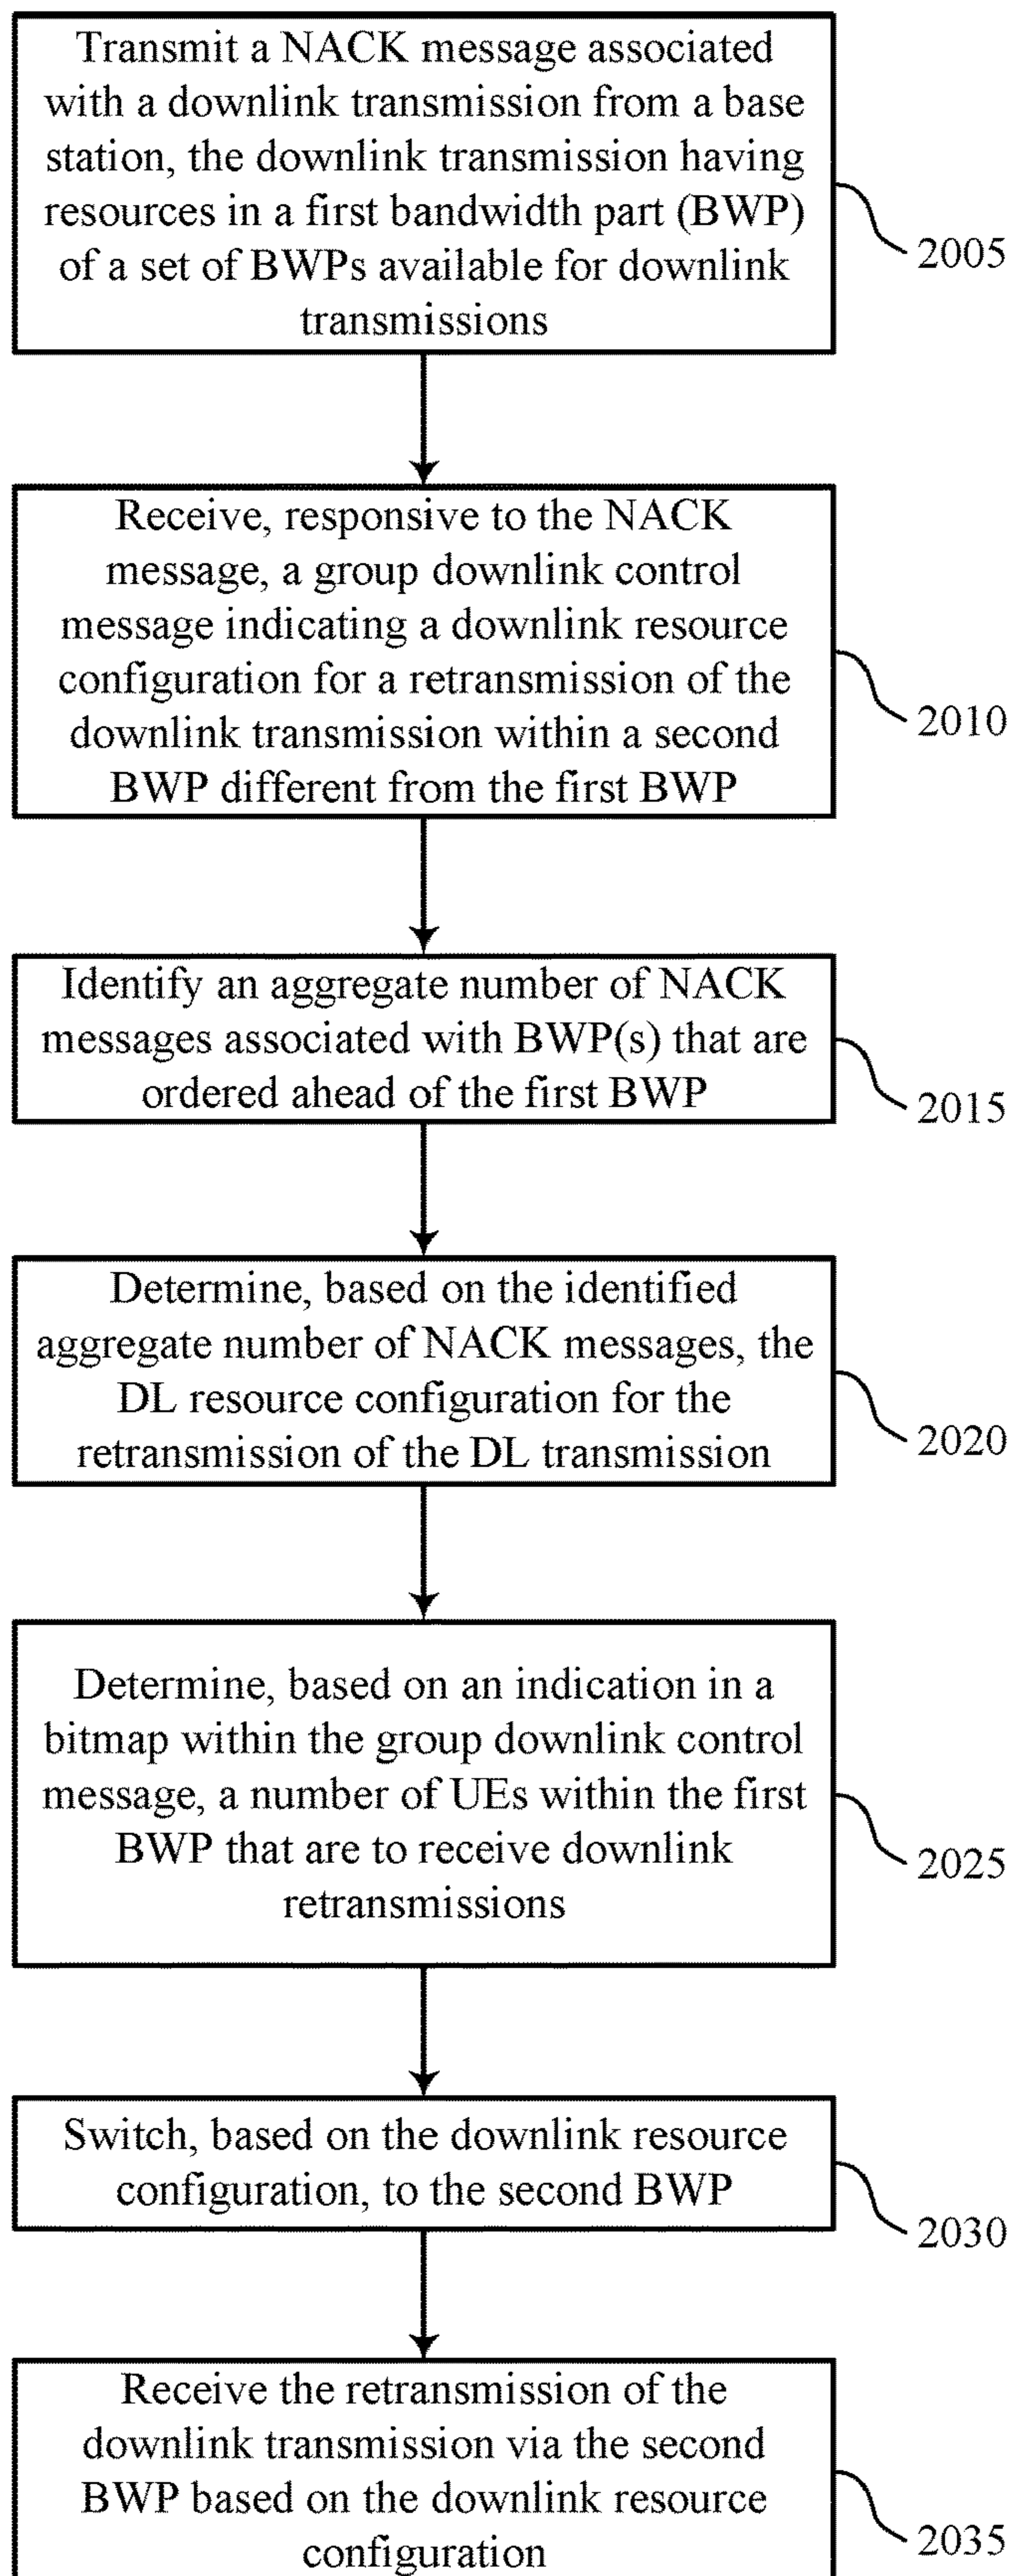 Transmit a NACK message associated
with a downlink transmission from a base
station, the downlink transmission having
resources in a first bandwidth part (BWP)
of a set of BWPs available for downlink
transmissions
2005
Receive, responsive to the NACK
message, a group downlink control
message indicating a downlink resource
configuration for a retransmission of the
downlink transmission within a second
BWP different from the first BWP
2010
Identify an aggregate number of NACK
messages associated with BWP(s) that are
ordered ahead of the first BWP
2015
Determine, based on the identified
aggregate number of NACK messages, the
DL resource configuration for the
retransmission of the DL transmission
2020
Determine, based on an indication in a
bitmap within the group downlink control
message, a number of UEs within the first
BWP that are to receive downlink
retransmissions
2025
Switch, based on the downlink resource
configuration, to the second BWP
2030
Receive the retransmission of the
downlink transmission via the second
BWP based on the downlink resource
configuration
2035